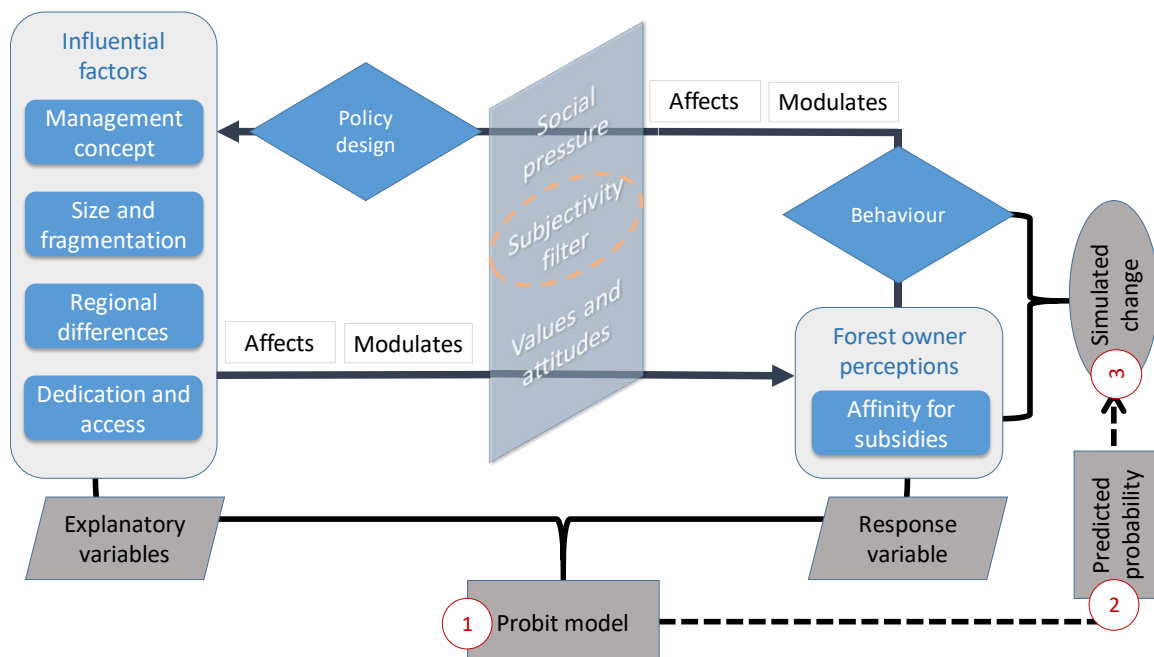 Influential
factors
Management
concept
Size and
fragmentation
Regional
differences
Dedication and
access
Policy
design
Social
pressure
Subjectivity
filter
Values and
attitudes
Affects
Modulates
Affects
Modulates
Behaviour
Forest owner
perceptions
Affinity for
subsidies
Simulated
change
3
Predicted
probability
2
Explanatory
variables
Response
variable
1
Probit model